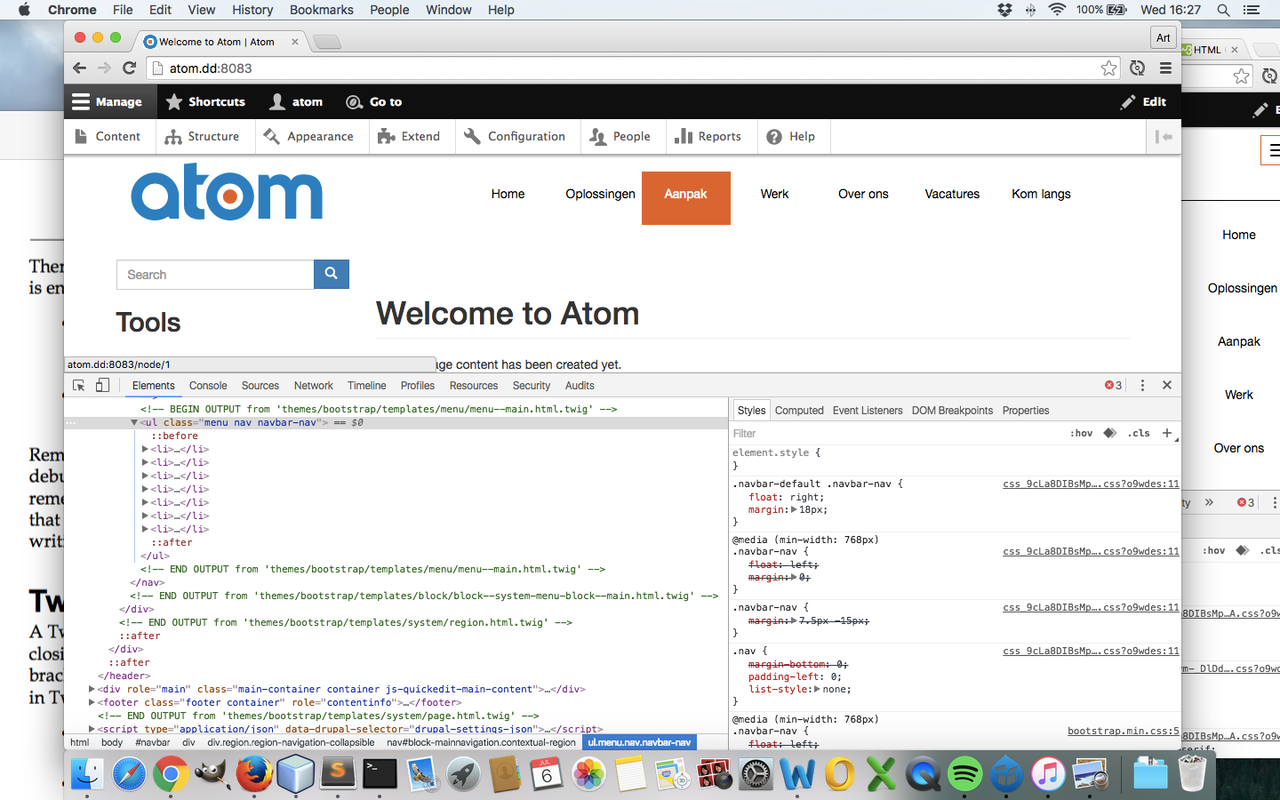 Chrome File Edit View History Bookmarks People Window Help 100% Wed 16:27
Welcome to Atom | Atom Art
atom.dd:8083
Manage Shortcuts atom Go to Edit
Content Structure Appearance Extend Configuration People Reports Help
atom
Home Oplossingen Aanpak Werk Over ons Vacatures Kom langs
Search
Welcome to Atom
Tools
age content has been created yet.
atom.dd:8083/node/1
Elements Console Sources Network Timeline Profiles Resources Security Audits 3
<!-- BEGIN OUTPUT from 'themes/bootstrap/templates/menu/menu--main.html.twig' -->
▼<ul class="menu nav navbar-nav"> == $0
::before
▶<li>…</li>
▶<li>…</li>
▶<li>…</li>
▶<li>…</li>
▶<li>…</li>
▶<li>…</li>
▶<li>…</li>
::after
</ul>
<!-- END OUTPUT from 'themes/bootstrap/templates/menu/menu--main.html.twig' -->
</nav>
<!-- END OUTPUT from 'themes/bootstrap/templates/block/block--system-menu-block--main.html.twig' -->
</div>
<!-- END OUTPUT from 'themes/bootstrap/templates/system/region.html.twig' -->
::after
</div>
::after
</header>
▶<div role="main" class="main-container container js-quickedit-main-content">…</div>
▶<footer class="footer container" role="contentinfo">…</footer>
<!-- END OUTPUT from 'themes/bootstrap/templates/system/page.html.twig' -->
▶<script type="application/json" data-drupal-selector="drupal-settings-json">…</script>
html body #navbar div div.region.region-navigation-collapsible nav#block-mainnavigation.contextual-region ul.menu.nav.navbar-nav
Styles Computed Event Listeners DOM Breakpoints Properties
Filter :hov .cls +
element.style {
}
.navbar-default .navbar-nav { css_9cLa8DIBsMp….css?o9wdes:11
float: right;
margin:▶18px;
}
@media (min-width: 768px)
.navbar-nav { css_9cLa8DIBsMp….css?o9wdes:11
float: left;
margin:▶0;
}
.navbar-nav { css_9cLa8DIBsMp….css?o9wdes:11
margin:▶7.5px -15px;
}
.nav { css_9cLa8DIBsMp….css?o9wdes:11
margin-bottom: 0;
padding-left: 0;
list-style:▶none;
}
@media (min-width: 768px)
.navbar-nav { bootstrap.min.css:5
float: left;
HTML
Home
Oplossingen
Aanpak
Werk
Over ons
ty » 3
:hov .cls
8DIBsMp….css?o9wdes:11
8DIBsMp…A.css?o9wdes
m-_DlDd….css?o9wdes
Ther
is en
Rem
debu
reme
that
writi
Tw
A Tw
closi
brac
in Tw
JUL
6